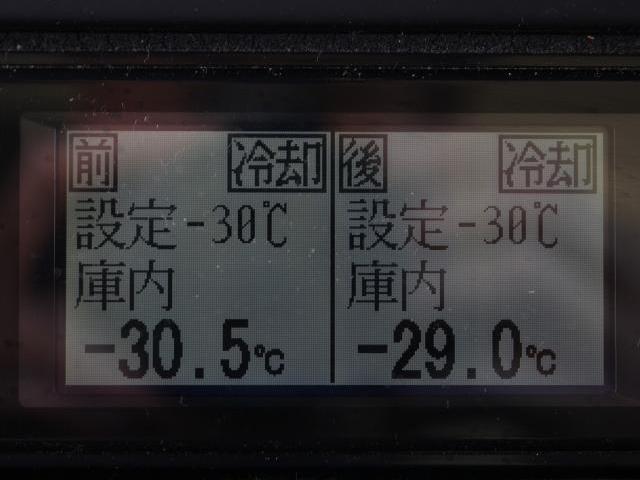 前 冷却
設定-30℃
庫内
-30.5℃
後 冷却
設定-30℃
庫内
-29.0℃